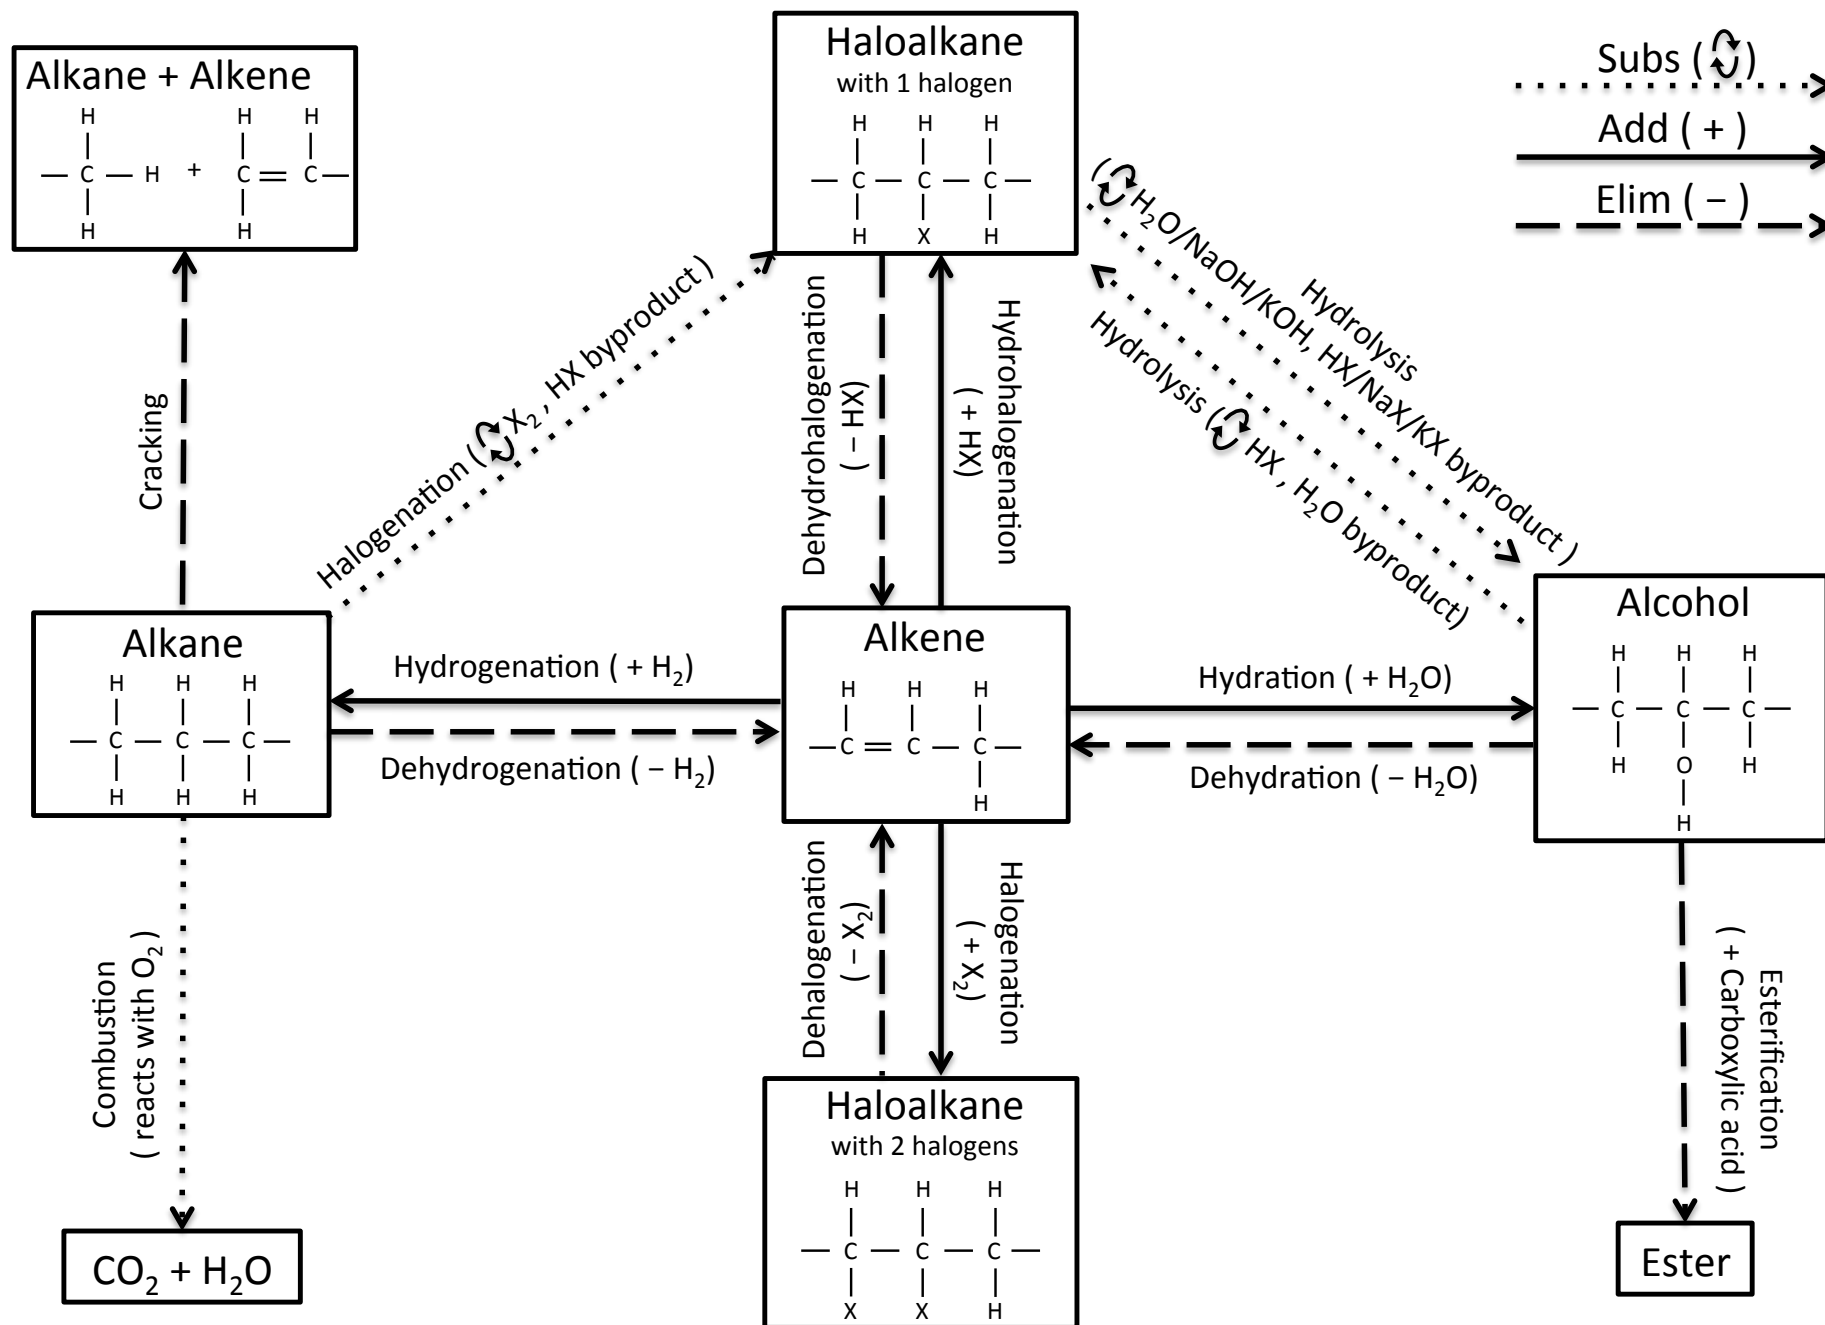 Alkane + Alkene
H H H
C H + C = C
H H
Haloalkane
with 1 halogen
H H H
C C C
H X H
Subs ( )
Add ( + )
Elim ( − )
Cracking
Halogenation ( X₂ , HX byproduct )
Dehydrohalogenation
( − HX)
Hydrohalogenation
( + HX)
Hydrolysis
( H₂O/NaOH/KOH, HX/NaX/KX byproduct )
Hydrolysis ( HX , H₂O byproduct)
Alkane
H H H
C C C
H H H
Hydrogenation ( + H₂)
Dehydrogenation ( − H₂)
Alkene
H H H
C = C C
H
Hydration ( + H₂O)
Dehydration ( − H₂O)
Alcohol
H H H
C C C
H O H
H
Combustion
( reacts with O₂ )
Dehalogenation
( − X₂)
Halogenation
( + X₂)
Esterification
( + Carboxylic acid )
CO₂ + H₂O
Haloalkane
with 2 halogens
H H H
C C C
X X H
Ester